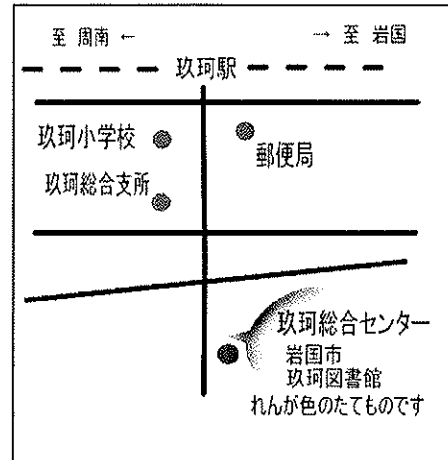 至 周南 ← → 至 岩国
玖珂駅
玖珂小学校
郵便局
玖珂総合支所
玖珂総合センター
岩国市
玖珂図書館
れんが色のたてものです